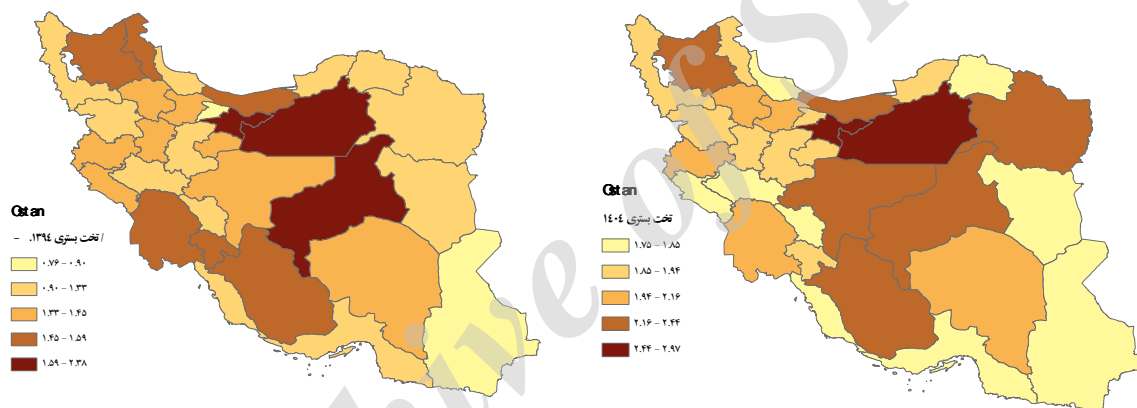 Ostan
/ تخت بستری ۱۳۹۴. -
۰.۷۶ - ۰.۹۰
۰.۹۰ - ۱.۳۳
۱.۳۳ - ۱.۴۵
۱.۴۵ - ۱.۵۹
۱.۵۹ - ۲.۳۸
Ostan
تخت بستری ۱۴۰۴
۱.۷۵ - ۱.۸۵
۱.۸۵ - ۱.۹۴
۱.۹۴ - ۲.۱۶
۲.۱۶ - ۲.۴۴
۲.۴۴ - ۲.۹۷
ive of S